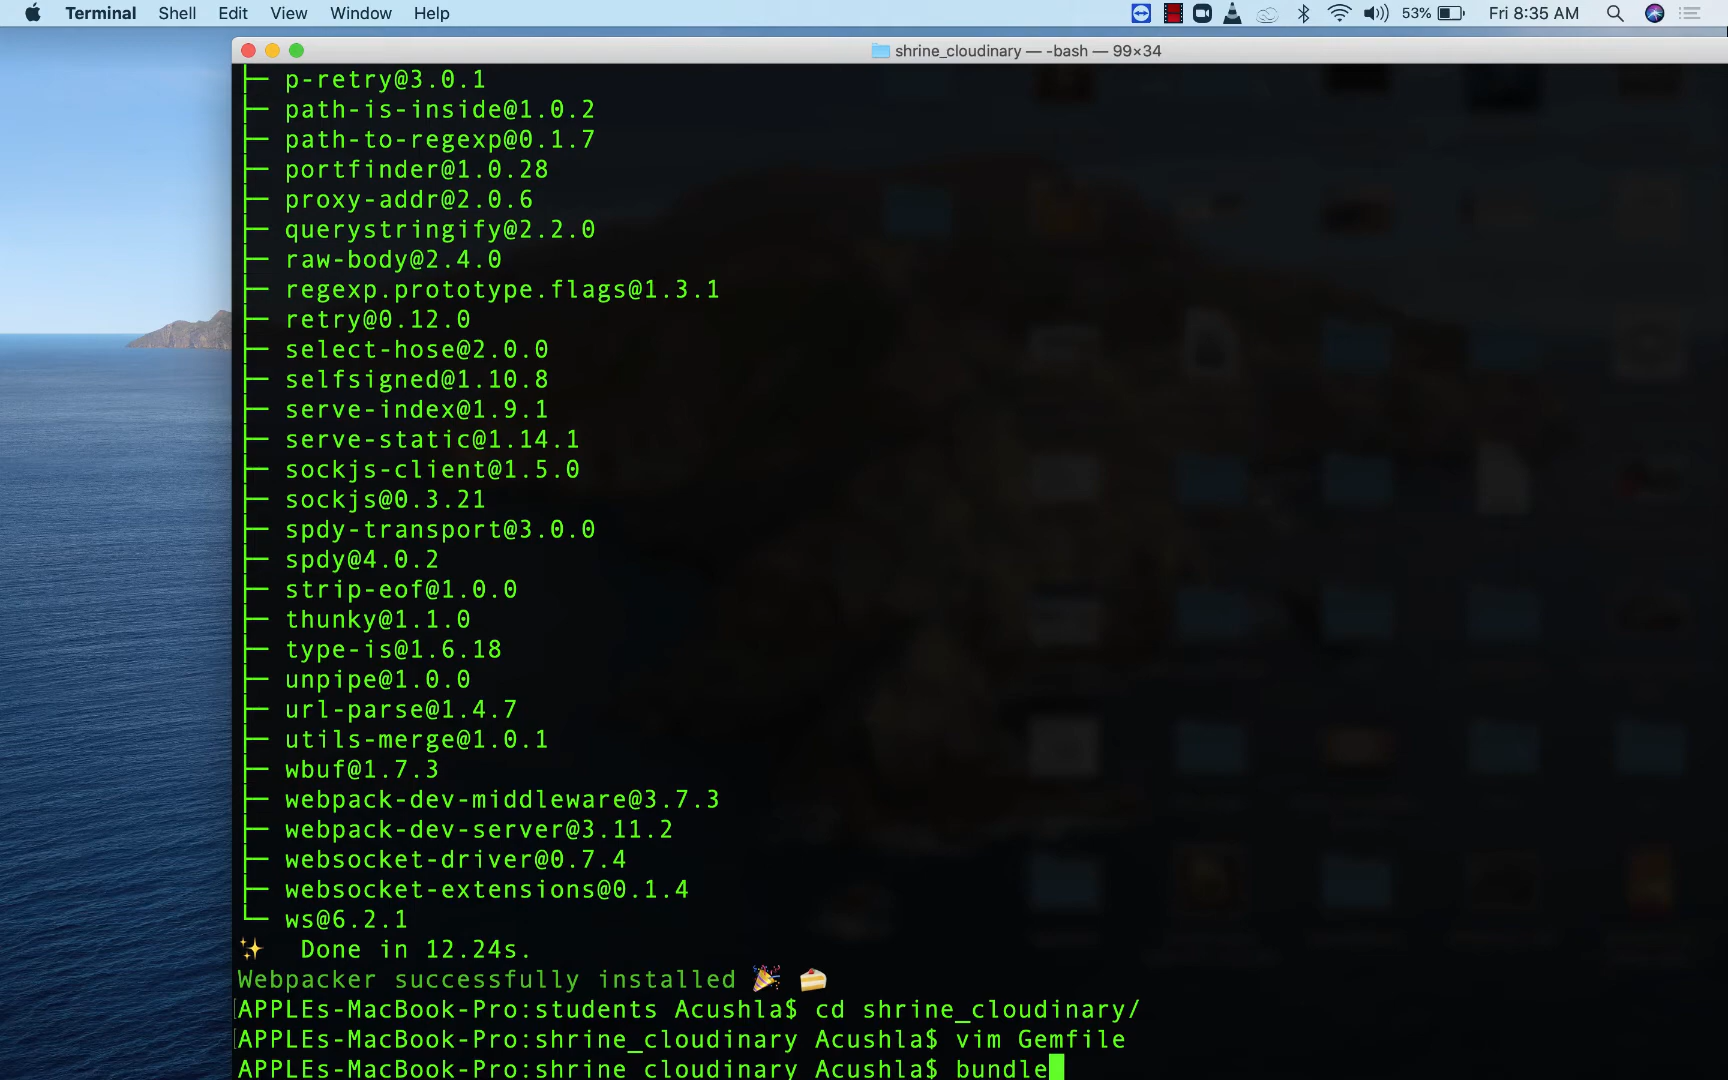 Terminal Shell Edit View Window Help 53% Fri 8:35 AM
shrine_cloudinary — -bash — 99×34
├─ p-retry@3.0.1
├─ path-is-inside@1.0.2
├─ path-to-regexp@0.1.7
├─ portfinder@1.0.28
├─ proxy-addr@2.0.6
├─ querystringify@2.2.0
├─ raw-body@2.4.0
├─ regexp.prototype.flags@1.3.1
├─ retry@0.12.0
├─ select-hose@2.0.0
├─ selfsigned@1.10.8
├─ serve-index@1.9.1
├─ serve-static@1.14.1
├─ sockjs-client@1.5.0
├─ sockjs@0.3.21
├─ spdy-transport@3.0.0
├─ spdy@4.0.2
├─ strip-eof@1.0.0
├─ thunky@1.1.0
├─ type-is@1.6.18
├─ unpipe@1.0.0
├─ url-parse@1.4.7
├─ utils-merge@1.0.1
├─ wbuf@1.7.3
├─ webpack-dev-middleware@3.7.3
├─ webpack-dev-server@3.11.2
├─ websocket-driver@0.7.4
├─ websocket-extensions@0.1.4
└─ ws@6.2.1
✨ Done in 12.24s.
Webpacker successfully installed 🎉 🍰
[APPLEs-MacBook-Pro:students Acushla$ cd shrine_cloudinary/
[APPLEs-MacBook-Pro:shrine_cloudinary Acushla$ vim Gemfile
APPLEs-MacBook-Pro:shrine_cloudinary Acushla$ bundle